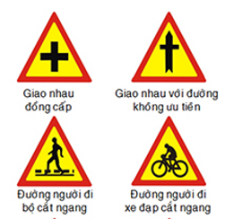 Giao nhau
đồng cấp
Giao nhau với đường
không ưu tiên
Đường người đi
bộ cắt ngang
Đường người đi
xe đạp cắt ngang